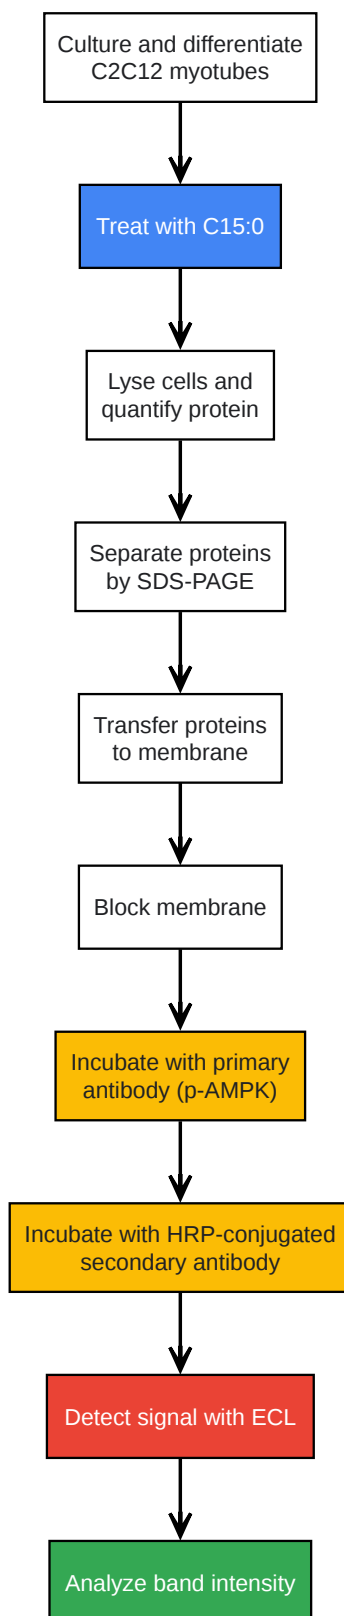 Culture and differentiate
C2C12 myotubes
Treat with C15:0
Lyse cells and
quantify protein
Separate proteins
by SDS-PAGE
Transfer proteins
to membrane
Block membrane
Incubate with primary
antibody (p-AMPK)
Incubate with HRP-conjugated
secondary antibody
Detect signal with ECL
Analyze band intensity